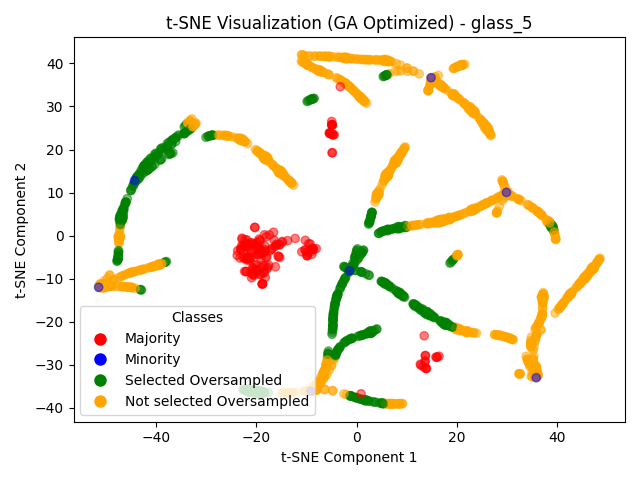 t-SNE Visualization (GA Optimized) - glass_5
t-SNE Component 2
40
30
20
10
0
−10
−20
−30
−40
Classes
Majority
Minority
Selected Oversampled
Not selected Oversampled
−40
−20
0
20
40
t-SNE Component 1